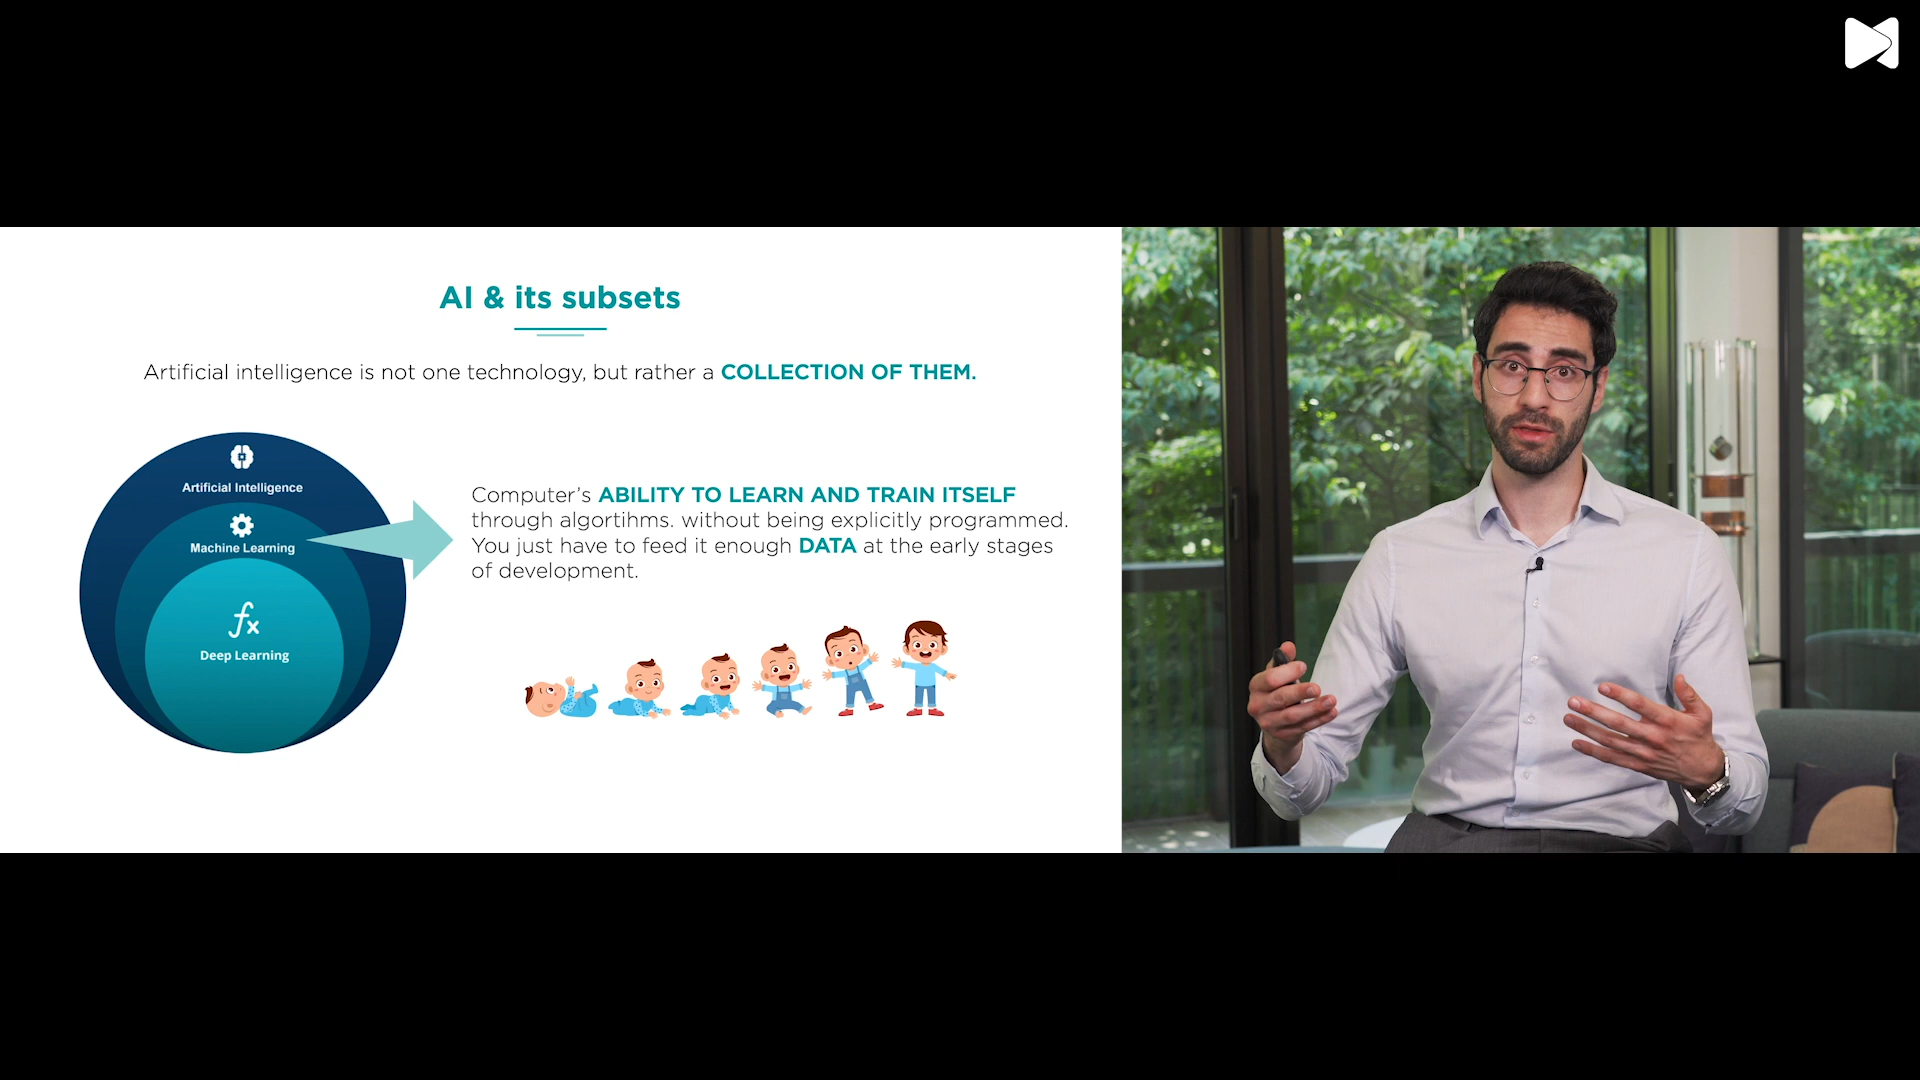 AI & its subsets
Artificial intelligence is not one technology, but rather a COLLECTION OF THEM.
Artificial Intelligence
Machine Learning
fx
Deep Learning
Computer’s ABILITY TO LEARN AND TRAIN ITSELF
through algortihms. without being explicitly programmed.
You just have to feed it enough DATA at the early stages
of development.